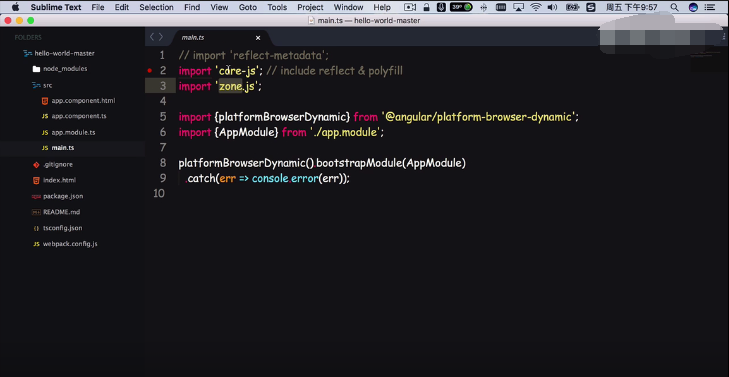 Sublime Text File Edit Selection Find View Goto Tools Project Window Help 39° 周五 下午9:57
main.ts — hello-world-master
FOLDERS
hello-world-master
node_modules
src
app.component.html
app.component.ts
app.module.ts
main.ts
.gitignore
index.html
package.json
README.md
tsconfig.json
webpack.config.js
main.ts
1 // import 'reflect-metadata';
2 import 'core-js'; // include reflect & polyfill
3 import 'zone.js';
4
5 import {platformBrowserDynamic} from '@angular/platform-browser-dynamic';
6 import {AppModule} from './app.module';
7
8 platformBrowserDynamic().bootstrapModule(AppModule)
9 .catch(err => console.error(err));
10